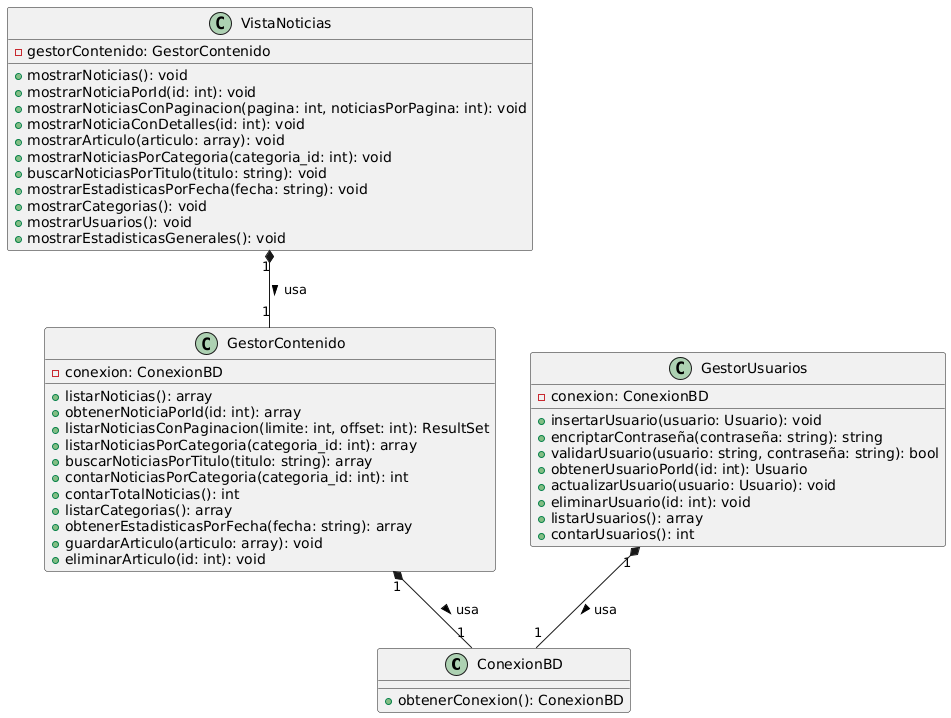 C VistaNoticias
gestorContenido: GestorContenido
mostrarNoticias(): void
mostrarNoticiaPorId(id: int): void
mostrarNoticiasConPaginacion(pagina: int, noticiasPorPagina: int): void
mostrarNoticiaConDetalles(id: int): void
mostrarArticulo(articulo: array): void
mostrarNoticiasPorCategoria(categoria_id: int): void
buscarNoticiasPorTitulo(titulo: string): void
mostrarEstadisticasPorFecha(fecha: string): void
mostrarCategorias(): void
mostrarUsuarios(): void
mostrarEstadisticasGenerales(): void
1
usa
1
C GestorContenido
conexion: ConexionBD
listarNoticias(): array
obtenerNoticiaPorId(id: int): array
listarNoticiasConPaginacion(limite: int, offset: int): ResultSet
listarNoticiasPorCategoria(categoria_id: int): array
buscarNoticiasPorTitulo(titulo: string): array
contarNoticiasPorCategoria(categoria_id: int): int
contarTotalNoticias(): int
listarCategorias(): array
obtenerEstadisticasPorFecha(fecha: string): array
guardarArticulo(articulo: array): void
eliminarArticulo(id: int): void
C GestorUsuarios
conexion: ConexionBD
insertarUsuario(usuario: Usuario): void
encriptarContraseña(contraseña: string): string
validarUsuario(usuario: string, contraseña: string): bool
obtenerUsuarioPorId(id: int): Usuario
actualizarUsuario(usuario: Usuario): void
eliminarUsuario(id: int): void
listarUsuarios(): array
contarUsuarios(): int
1
usa
1
1
usa
1
C ConexionBD
obtenerConexion(): ConexionBD